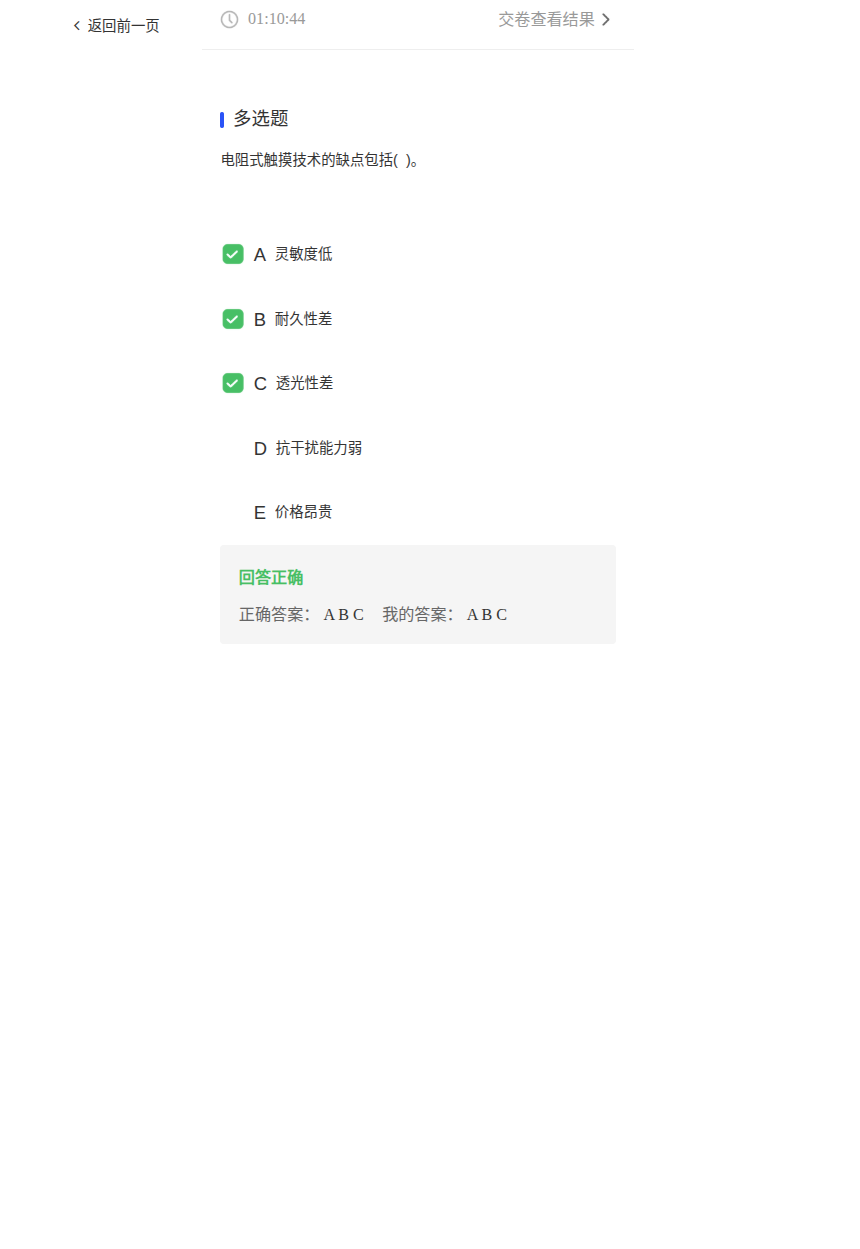 返回前一页
01:10:44 交卷查看结果
多选题
电阻式触摸技术的缺点包括( )。
A 灵敏度低
B 耐久性差
C 透光性差
D 抗干扰能力弱
E 价格昂贵
回答正确
正确答案： A B C 我的答案： A B C